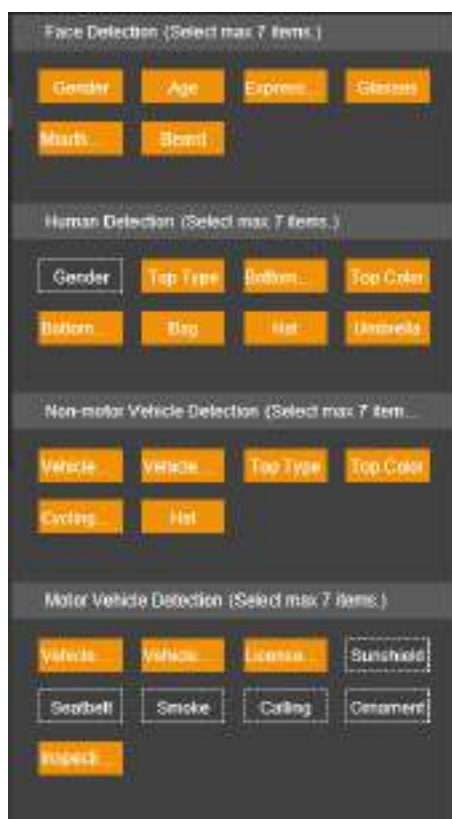 Face Detection (Select max 7 items.)
Gender Age Express... Glasses
Mouth... Beard
Human Detection (Select max 7 items.)
Gender Top Type Bottom... Top Color
Bottom... Bag Hat Umbrella
Non-motor Vehicle Detection (Select max 7 item...
Vehicle... Vehicle... Top Type Top Color
Cycling... Hat
Motor Vehicle Detection (Select max 7 items.)
Vehicle... Vehicle... License... Sunshield
Seatbelt Smoke Calling Ornament
Inspecti...